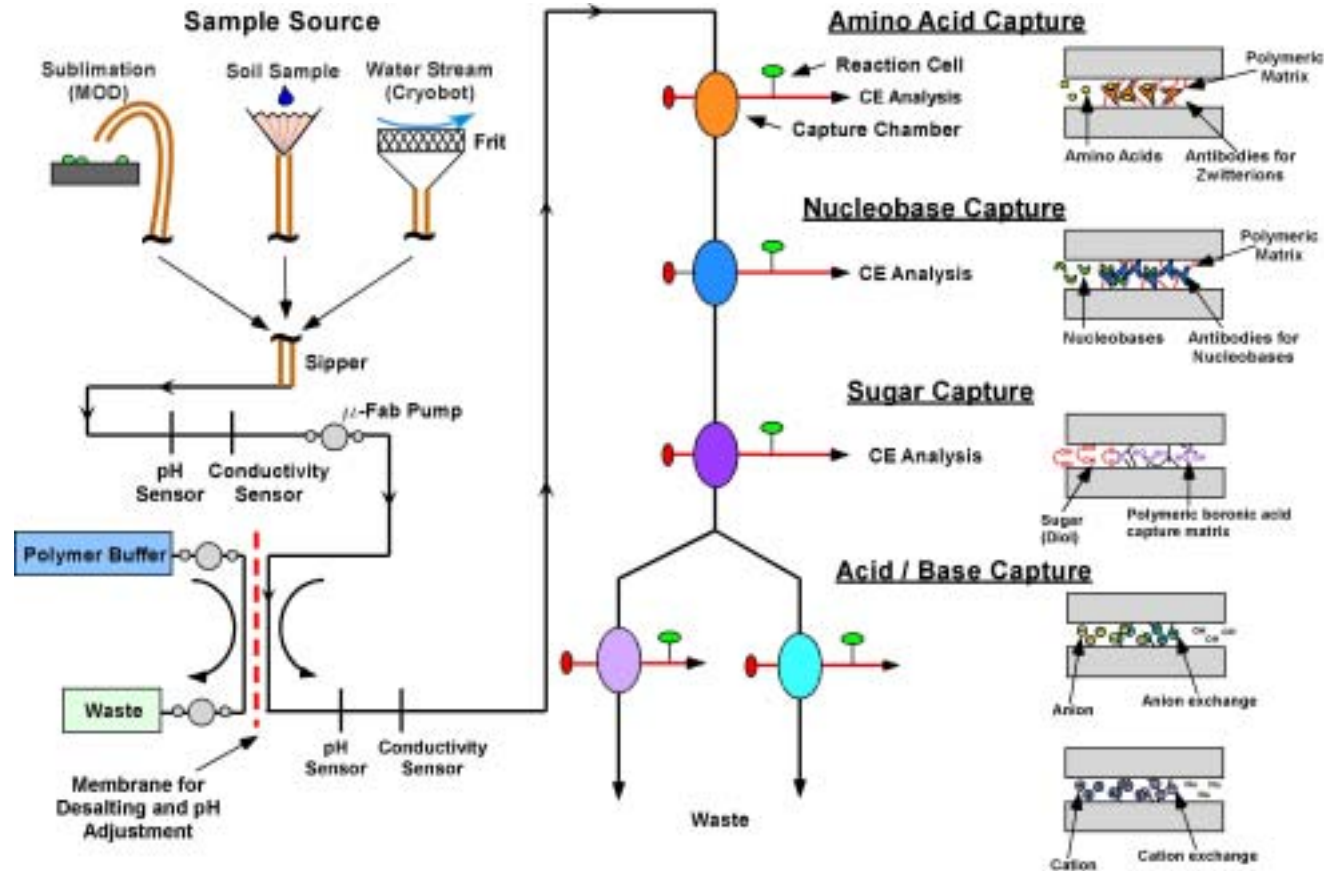 Sample Source
Sublimation
(MOD)
Soil Sample
Water Stream
(Cryobot)
Frit
Sipper
μ-Fab Pump
pH
Sensor
Conductivity
Sensor
Polymer Buffer
Waste
Membrane for
Desalting and pH
Adjustment
pH
Sensor
Conductivity
Sensor
Amino Acid Capture
Reaction Cell
CE Analysis
Capture Chamber
Polymeric
Matrix
Amino Acids
Antibodies for
Zwitterions
Nucleobase Capture
CE Analysis
Polymeric
Matrix
Nucleobases
Antibodies for
Nucleobases
Sugar Capture
CE Analysis
Sugar
(Diol)
Polymeric boronic acid
capture matrix
Acid / Base Capture
Anion
Anion exchange
Cation
Cation exchange
Waste